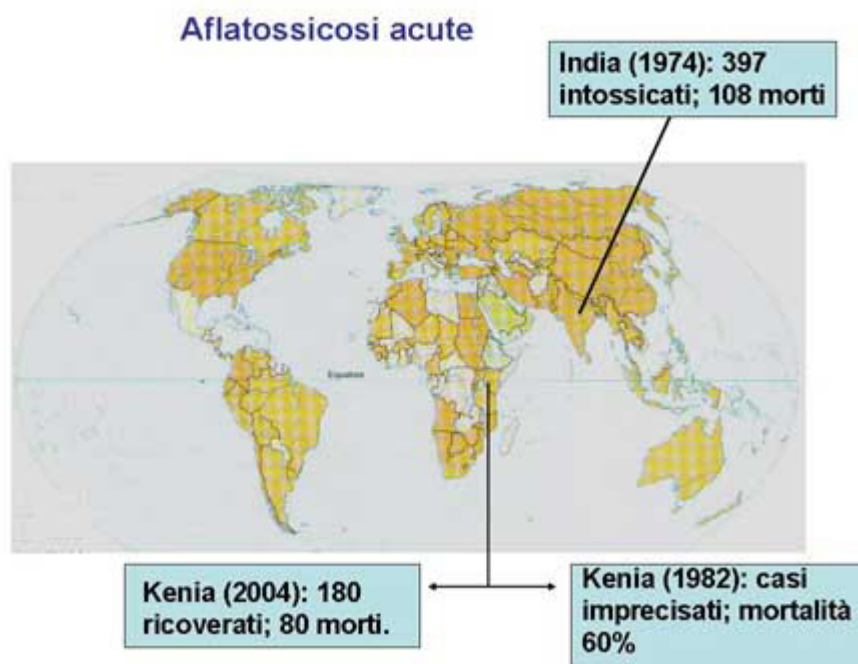 Aflatossicosi acute
India (1974): 397
intossicati; 108 morti
Equatore
Kenia (2004): 180
ricoverati; 80 morti.
Kenia (1982): casi
imprecisati; mortalità
60%